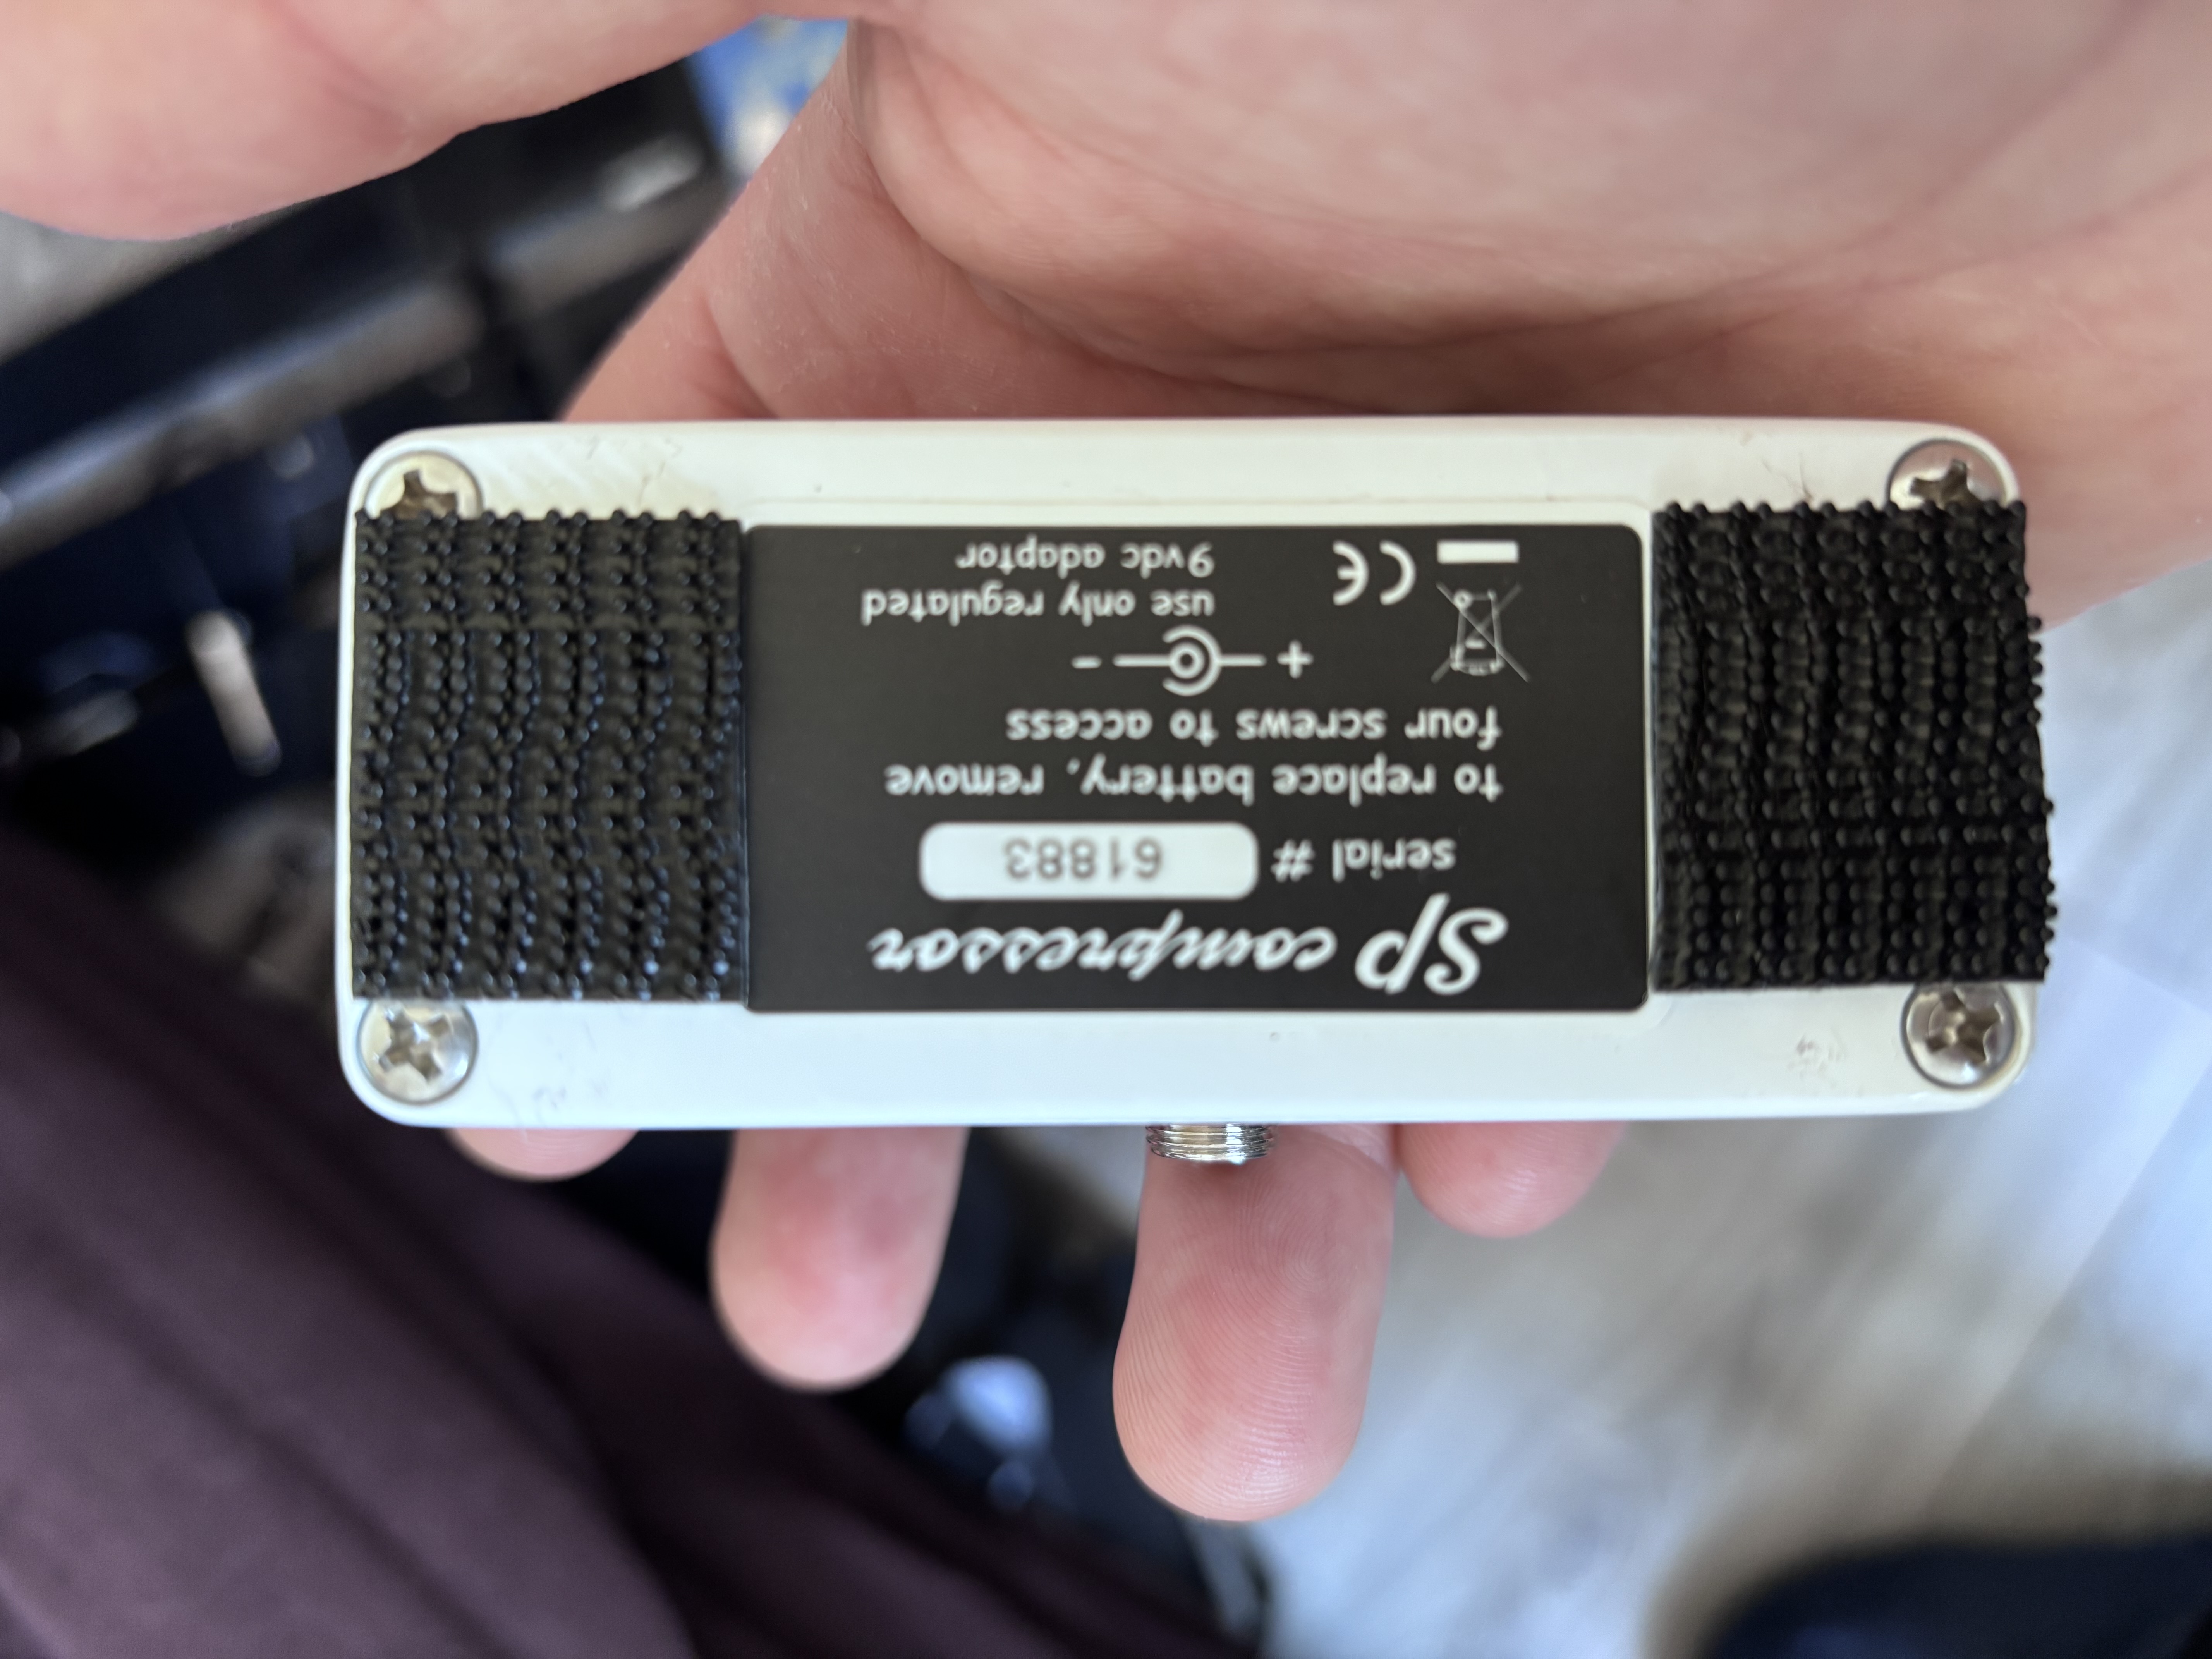 SP compressor
serial # 61883
to replace battery, remove
four screws to access
+ -
use only regulated
9vdc adaptor
CE